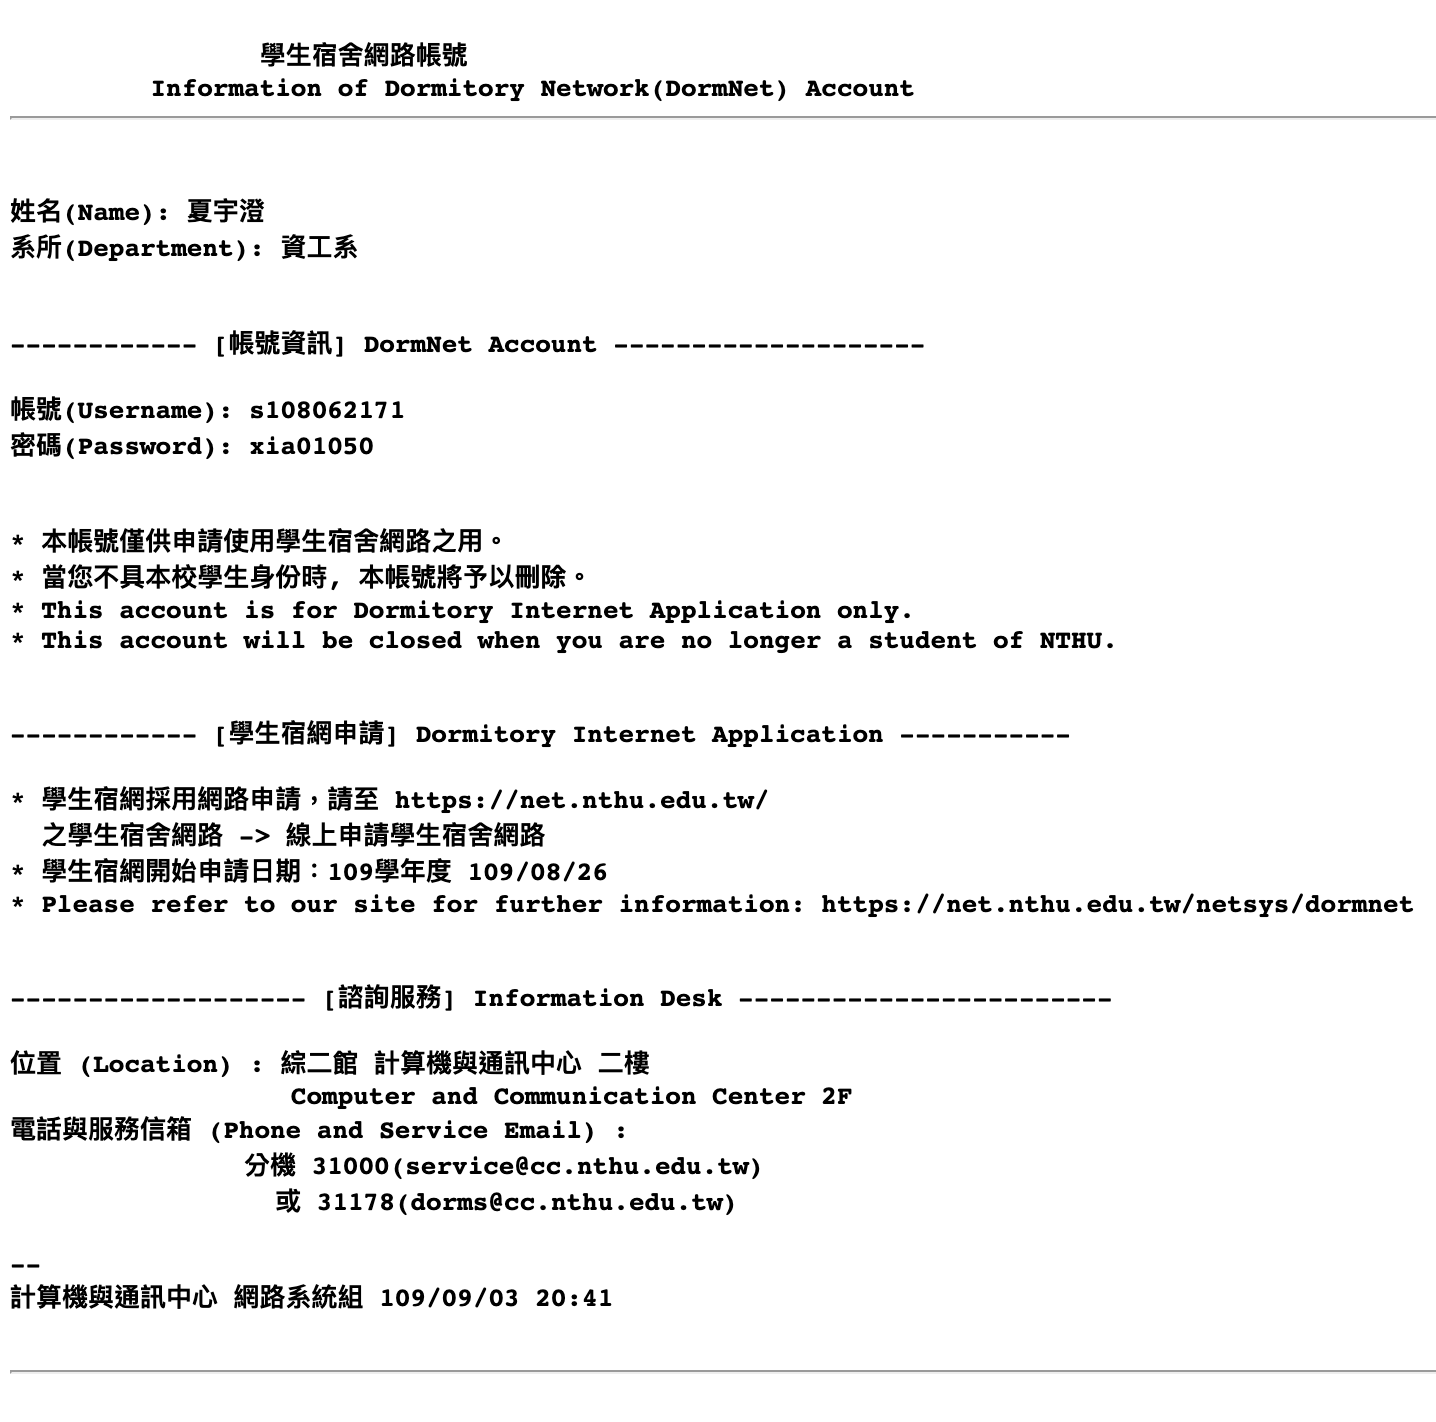 學生宿舍網路帳號
Information of Dormitory Network(DormNet) Account
姓名(Name): 夏宇澄
系所(Department): 資工系
------------ [帳號資訊] DormNet Account --------------------
帳號(Username): s108062171
密碼(Password): xia01050
* 本帳號僅供申請使用學生宿舍網路之用。
* 當您不具本校學生身份時, 本帳號將予以刪除。
* This account is for Dormitory Internet Application only.
* This account will be closed when you are no longer a student of NTHU.
------------ [學生宿網申請] Dormitory Internet Application -----------
* 學生宿網採用網路申請，請至 https://net.nthu.edu.tw/
之學生宿舍網路 -> 線上申請學生宿舍網路
* 學生宿網開始申請日期：109學年度 109/08/26
* Please refer to our site for further information: https://net.nthu.edu.tw/netsys/dormnet
------------------- [諮詢服務] Information Desk ------------------------
位置 (Location) : 綜二館 計算機與通訊中心 二樓
Computer and Communication Center 2F
電話與服務信箱 (Phone and Service Email) :
分機 31000(service@cc.nthu.edu.tw)
或 31178(dorms@cc.nthu.edu.tw)
--
計算機與通訊中心 網路系統組 109/09/03 20:41